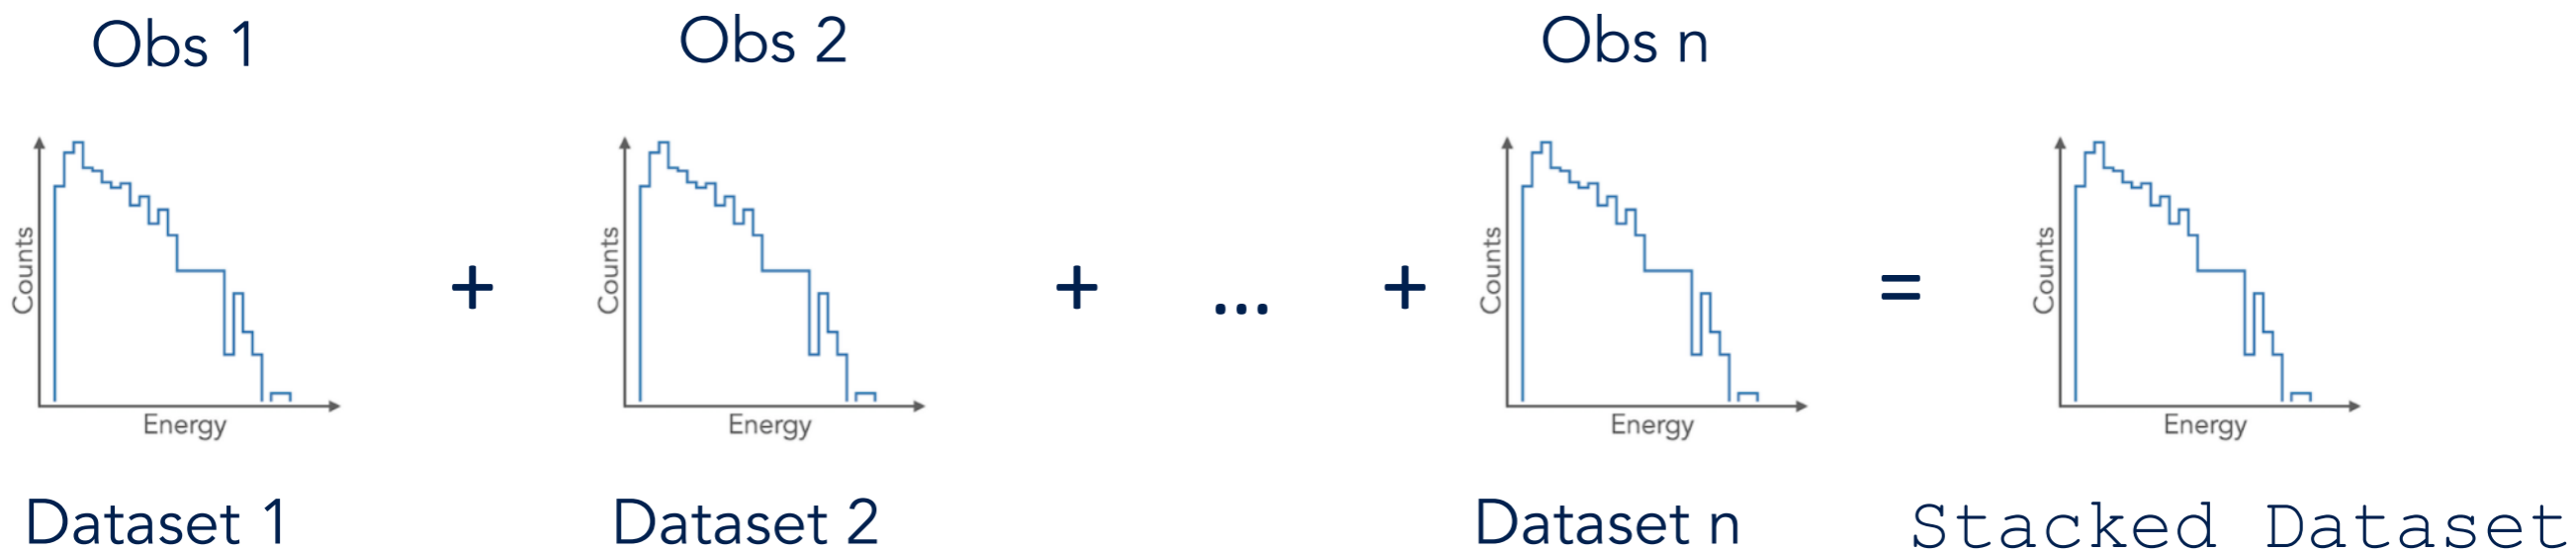 Obs 1
Obs 2
Obs n
Counts
Energy
+
Counts
Energy
+
...
+
Counts
Energy
=
Counts
Energy
Dataset 1
Dataset 2
Dataset n
Stacked Dataset